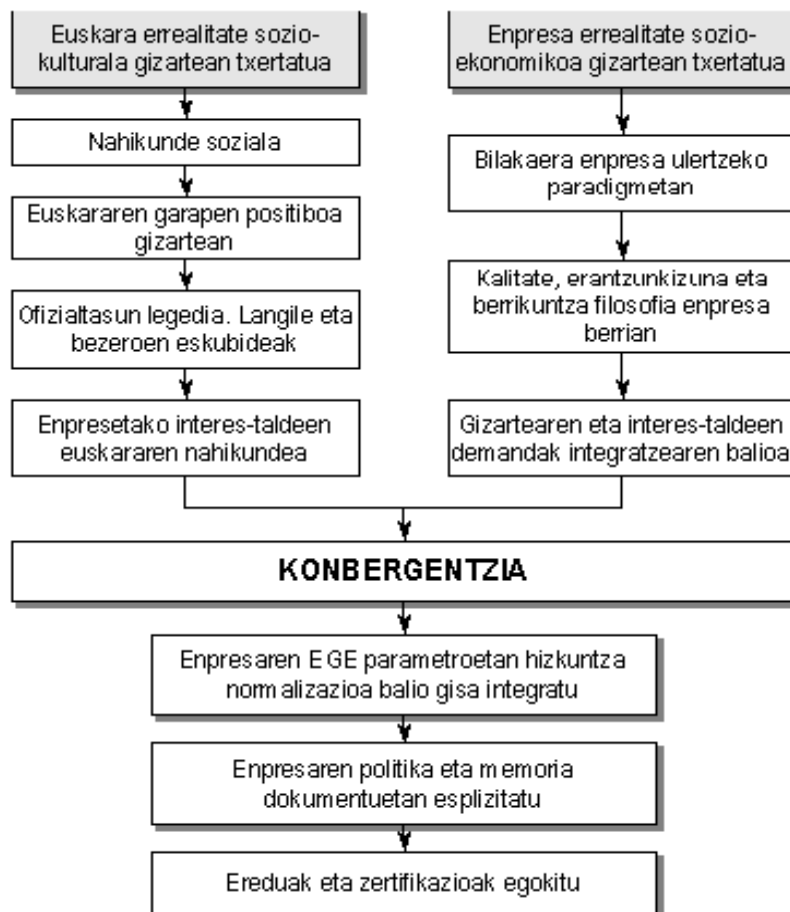 Euskara errealitate sozio-
kulturala gizartean txertatua
Nahikunde soziala
Euskararen garapen positiboa
gizartean
Ofizialtasun legedia. Langile eta
bezeroen eskubideak
Enpresetako interes-taldeen
euskararen nahikundea
Enpresa errealitate sozio-
ekonomikoa gizartean txertatua
Bilakaera enpresa ulertzeko
paradigmetan
Kalitate, erantzunkizuna eta
berrikuntza filosofia enpresa
berrian
Gizartearen eta interes-taldeen
demandak integratzearen balioa
KONBERGENTZIA
Enpresaren EGE parametroetan hizkuntza
normalizazioa balio gisa integratu
Enpresaren politika eta memoria
dokumentuetan esplizitatu
Ereduak eta zertifikazioak egokitu